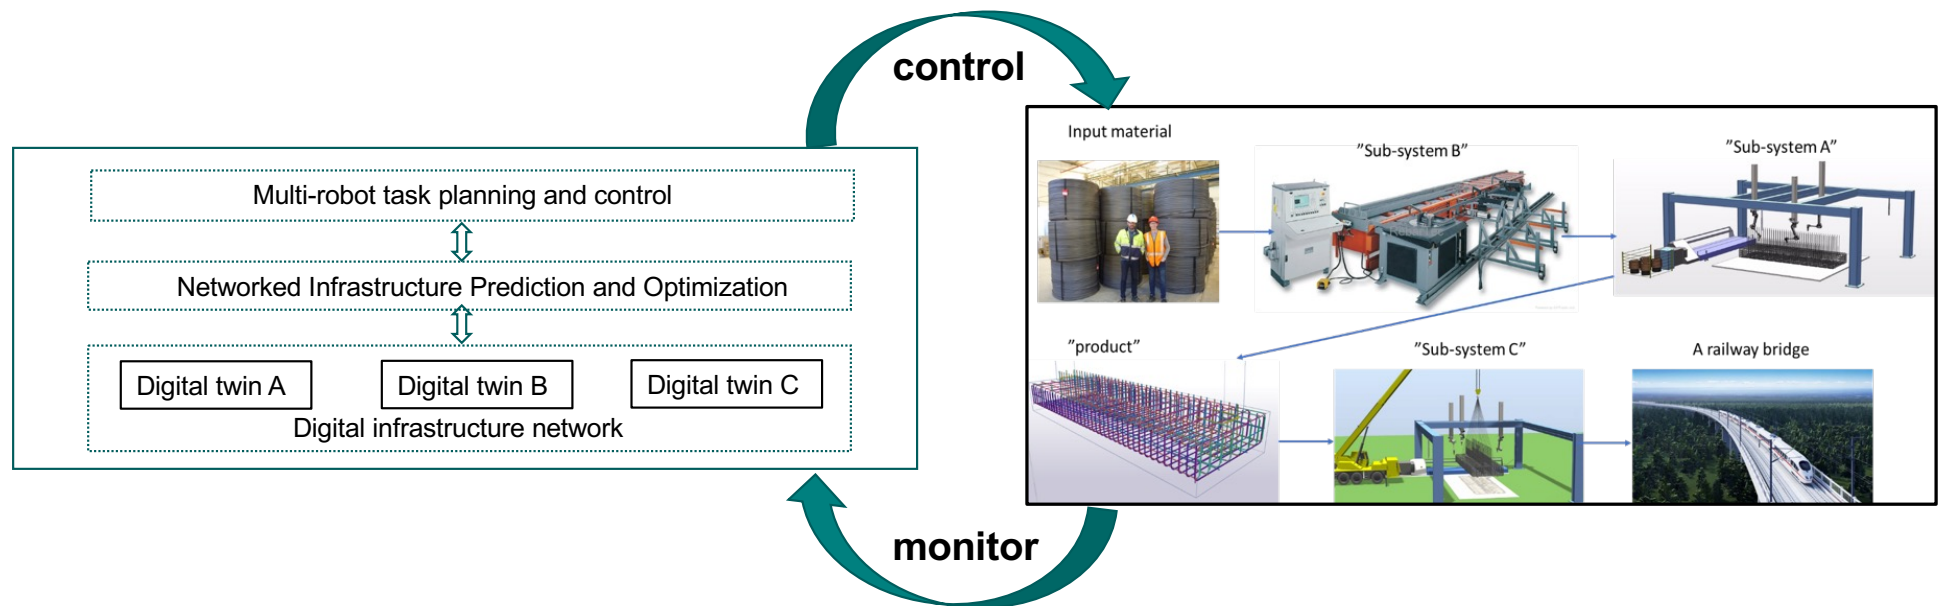 control
Multi-robot task planning and control
Networked Infrastructure Prediction and Optimization
Digital twin A
Digital twin B
Digital twin C
Digital infrastructure network
Input material
”Sub-system B”
”Sub-system A”
”product”
”Sub-system C”
A railway bridge
monitor